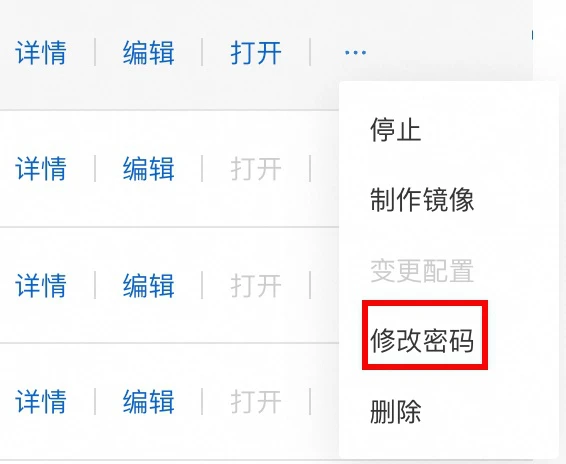 详情 编辑 打开 ···
停止
详情 编辑 打开
制作镜像
变更配置
详情 编辑 打开
修改密码
详情 编辑 打开
删除